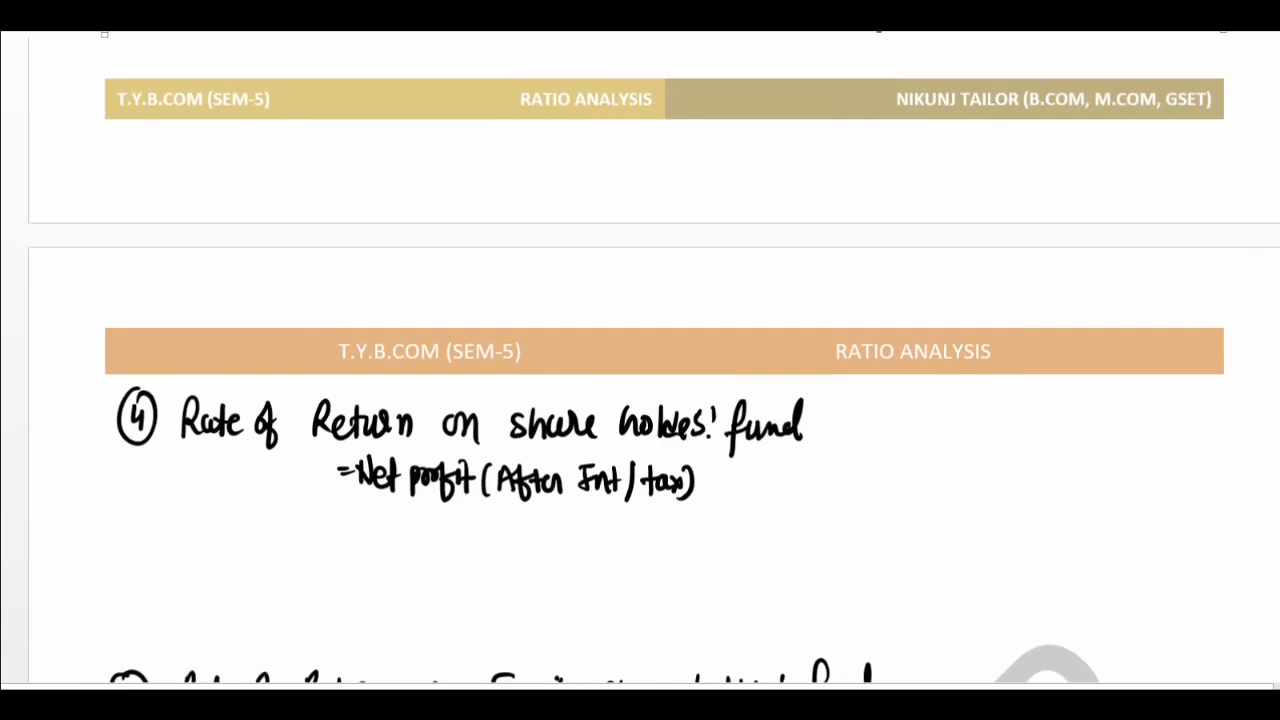 T.Y.B.COM (SEM-5) RATIO ANALYSIS NIKUNJ TAILOR (B.COM, M.COM, GSET)
T.Y.B.COM (SEM-5) RATIO ANALYSIS
4 Rate of Return on share holdes' fund
=Net profit (After Int/tax)